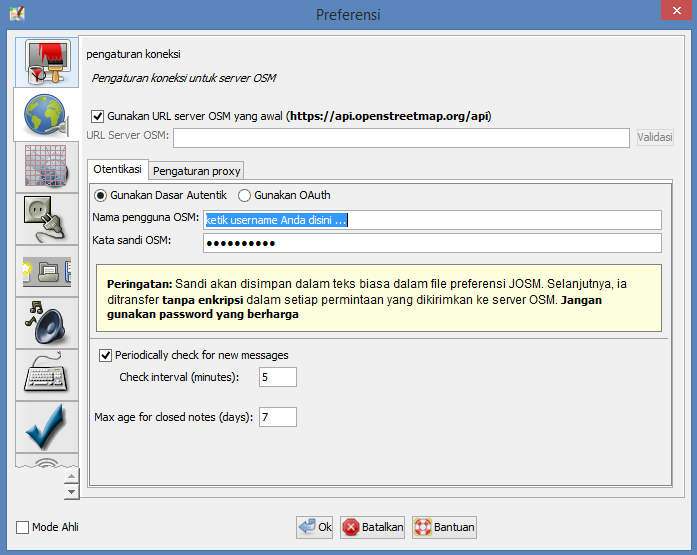 Preferensi
pengaturan koneksi
Pengaturan koneksi untuk server OSM
Gunakan URL server OSM yang awal (https://api.openstreetmap.org/api)
URL Server OSM:
Validasi
Otentikasi
Pengaturan proxy
Gunakan Dasar Autentik
Gunakan OAuth
Nama pengguna OSM:
ketik username Anda disini ...
Kata sandi OSM:
●●●●●●●●●●
Peringatan: Sandi akan disimpan dalam teks biasa dalam file preferensi JOSM. Selanjutnya, ia
ditransfer tanpa enkripsi dalam setiap permintaan yang dikirimkan ke server OSM. Jangan
gunakan password yang berharga
Periodically check for new messages
Check interval (minutes): 5
Max age for closed notes (days): 7
Mode Ahli
Ok
Batalkan
Bantuan